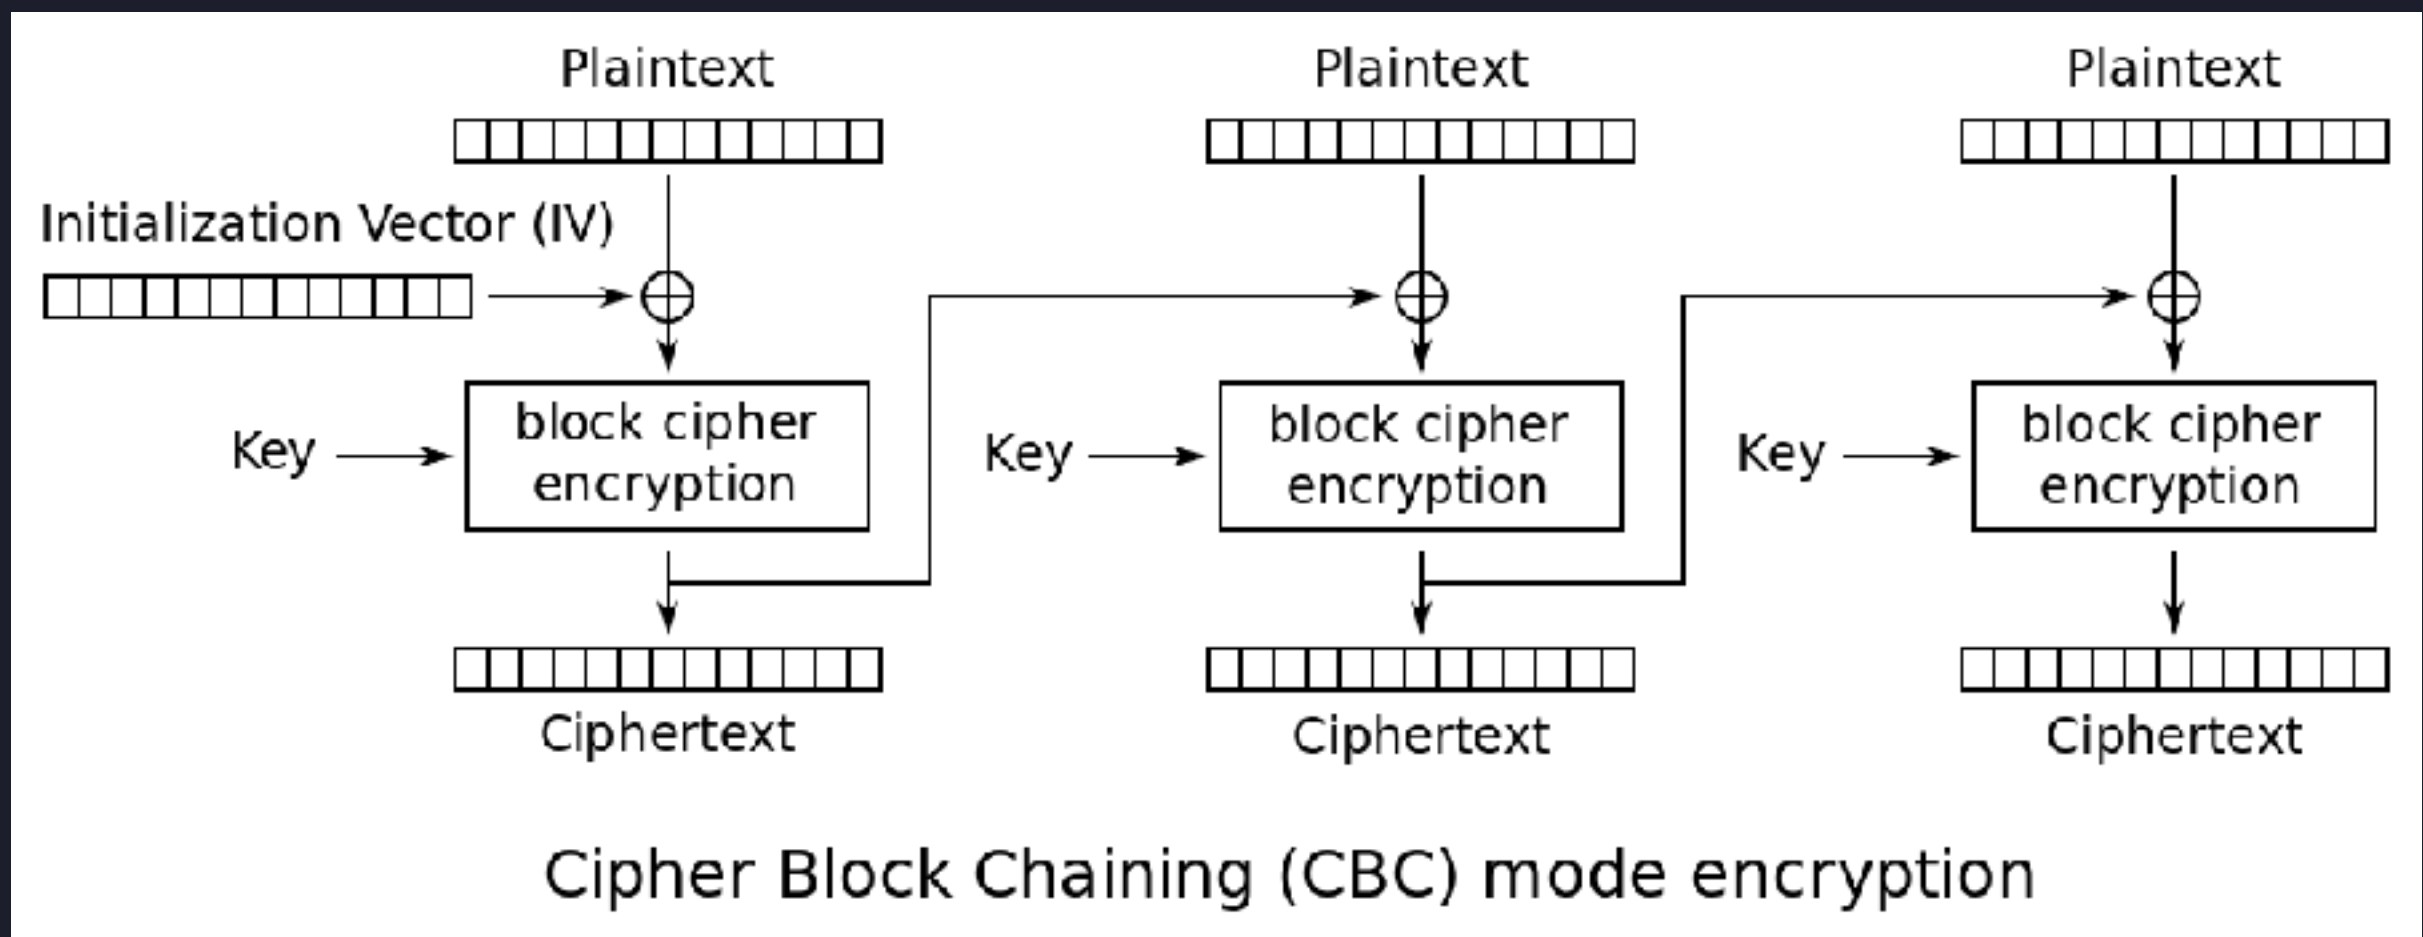 Plaintext
Plaintext
Plaintext
Initialization Vector (IV)
Key
block cipher
encryption
Key
block cipher
encryption
Key
block cipher
encryption
Ciphertext
Ciphertext
Ciphertext
Cipher Block Chaining (CBC) mode encryption